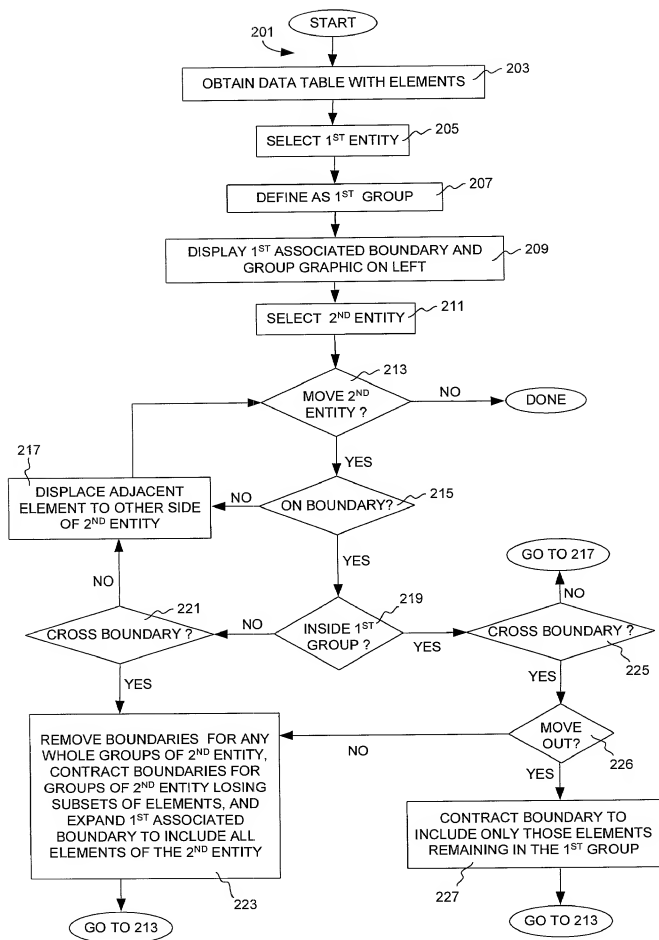 START
201
OBTAIN DATA TABLE WITH ELEMENTS
203
SELECT 1ST ENTITY
205
DEFINE AS 1ST GROUP
207
DISPLAY 1ST ASSOCIATED BOUNDARY AND
GROUP GRAPHIC ON LEFT
209
SELECT 2ND ENTITY
211
213
MOVE 2ND
ENTITY ?
NO
DONE
YES
217
DISPLACE ADJACENT
ELEMENT TO OTHER SIDE
OF 2ND ENTITY
NO
ON BOUNDARY?
215
YES
GO TO 217
NO
NO
221
CROSS BOUNDARY ?
NO
INSIDE 1ST
GROUP ?
219
YES
CROSS BOUNDARY ?
225
YES
YES
REMOVE BOUNDARIES FOR ANY
WHOLE GROUPS OF 2ND ENTITY,
CONTRACT BOUNDARIES FOR
GROUPS OF 2ND ENTITY LOSING
SUBSETS OF ELEMENTS, AND
EXPAND 1ST ASSOCIATED
BOUNDARY TO INCLUDE ALL
ELEMENTS OF THE 2ND ENTITY
223
NO
MOVE
OUT?
226
YES
CONTRACT BOUNDARY TO
INCLUDE ONLY THOSE ELEMENTS
REMAINING IN THE 1ST GROUP
227
GO TO 213
GO TO 213